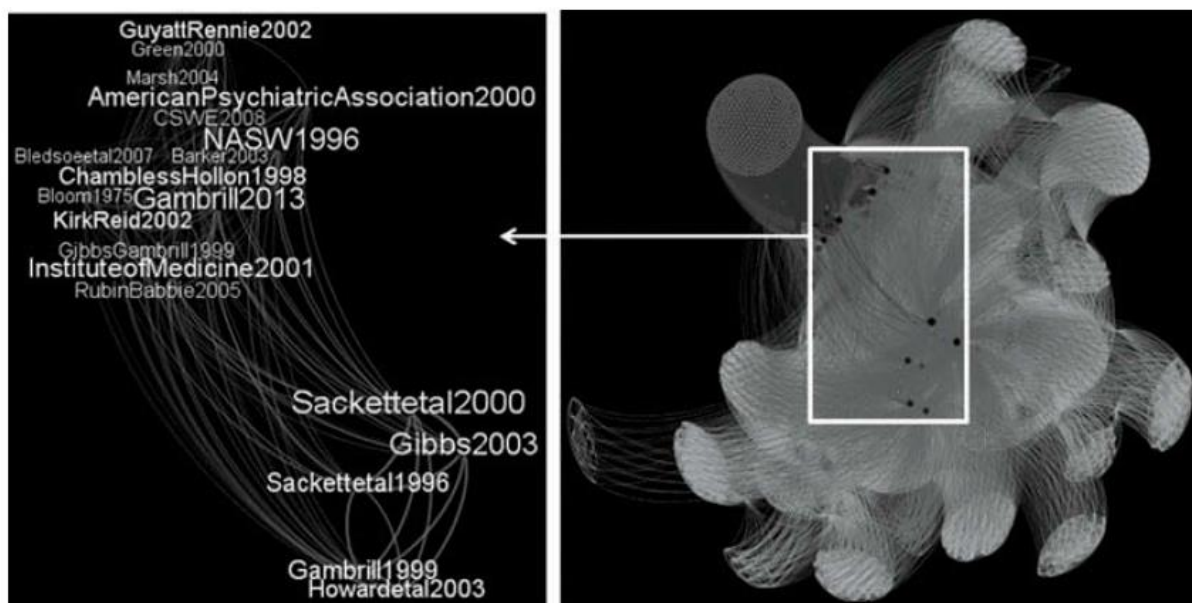 GuyattRennie2002
Green2000
Marsh2004
AmericanPsychiatricAssociation2000
CSWE2008
NASW1996
Bledsoeetal2007 Barker2003
ChamblessHollon1998
Bloom1975 Gambrill2013
KirkReid2002
GibbsGambrill1999
InstituteofMedicine2001
RubinBabbie2005
Sackettetal2000
Gibbs2003
Sackettetal1996
Gambrill1999
Howardetal2003